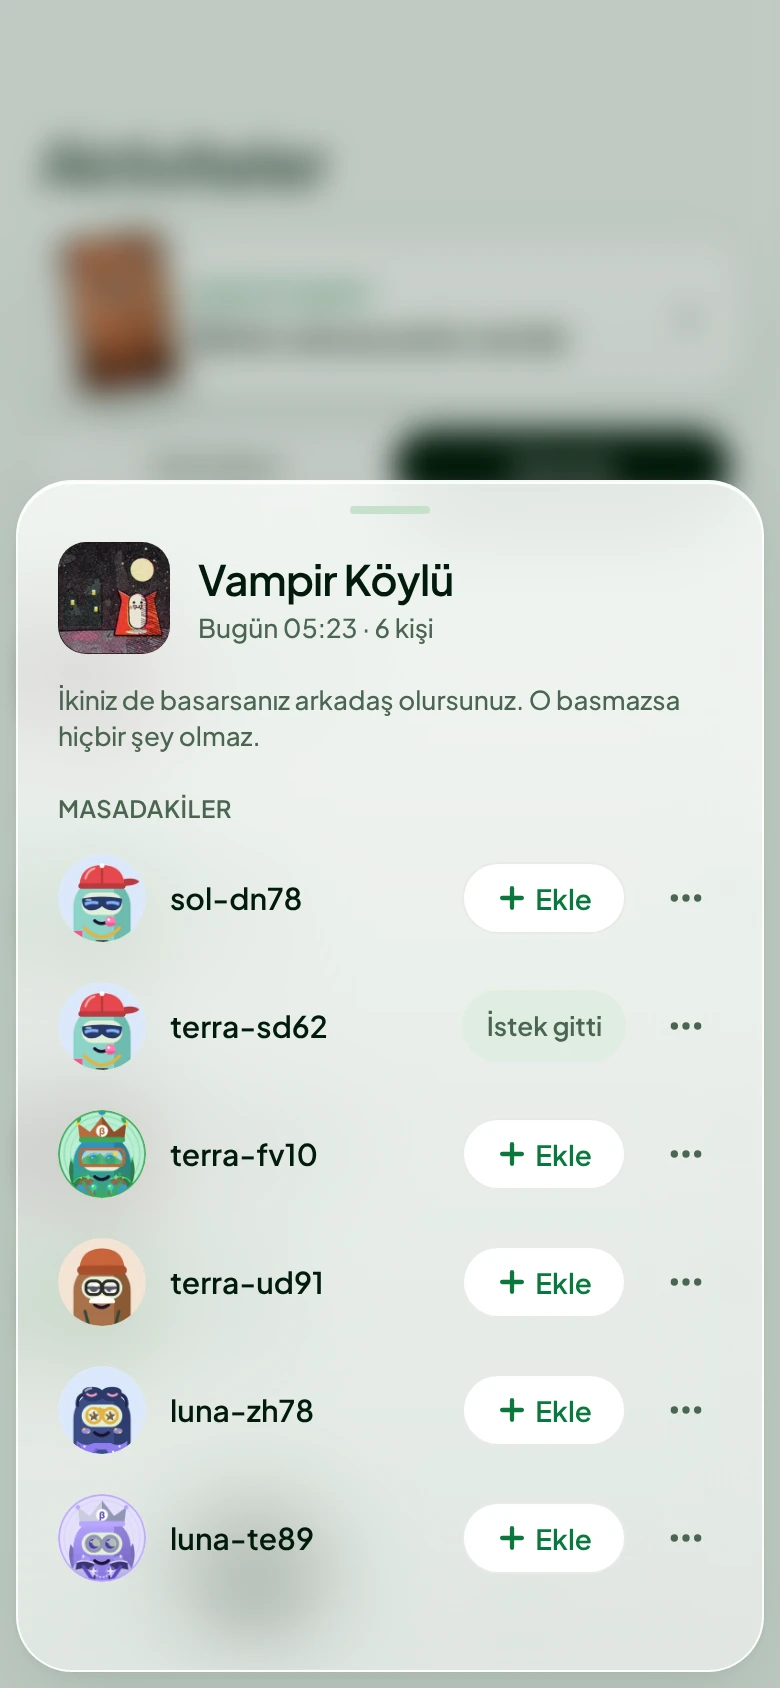 Vampir Köylü
Bugün 05:23 · 6 kişi
İkiniz de basarsanız arkadaş olursunuz. O basmazsa
hiçbir şey olmaz.
MASADAKİLER
sol-dn78
+ Ekle
terra-sd62
İstek gitti
terra-fv10
+ Ekle
terra-ud91
+ Ekle
luna-zh78
+ Ekle
luna-te89
+ Ekle